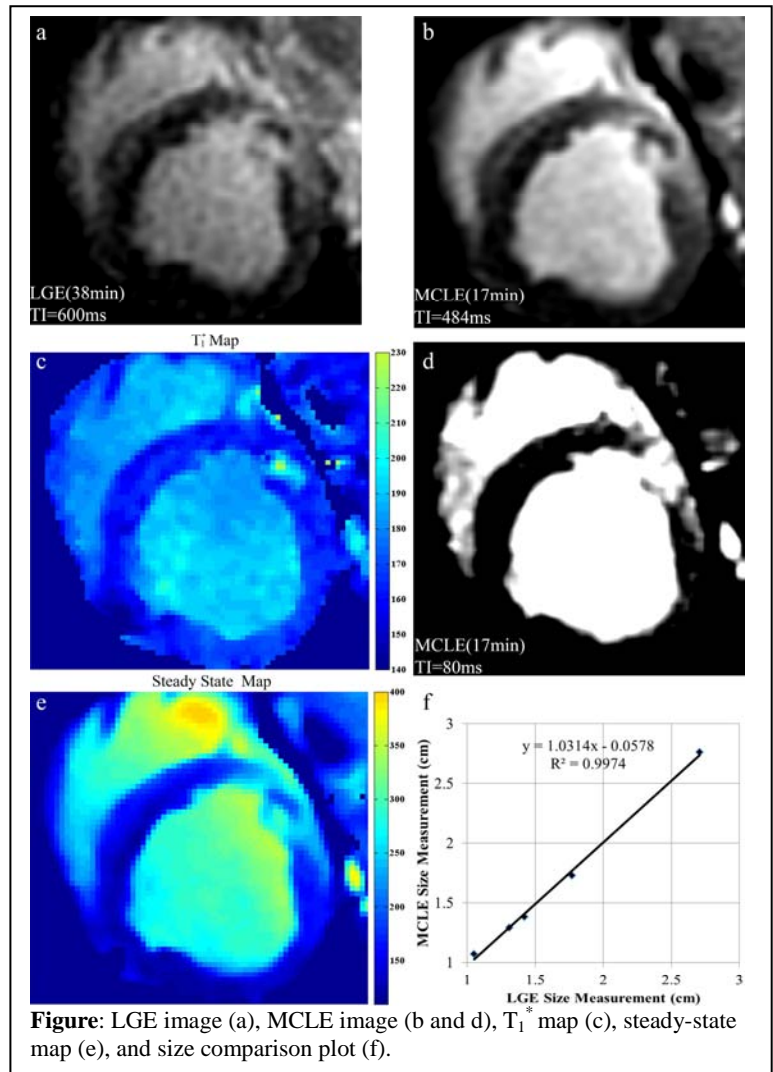 a
LGE(38min)
TI=600ms
b
MCLE(17min)
TI=484ms
T₁* Map
c
230
220
210
200
190
180
170
160
150
140
d
MCLE(17min)
TI=80ms
Steady State Map
e
400
350
300
250
200
150
f
MCLE Size Measurement (cm)
3
2.5
2
1.5
1
y = 1.0314x - 0.0578
R² = 0.9974
1 1.5 2 2.5 3
LGE Size Measurement (cm)
Figure: LGE image (a), MCLE image (b and d), T₁* map (c), steady-state
map (e), and size comparison plot (f).